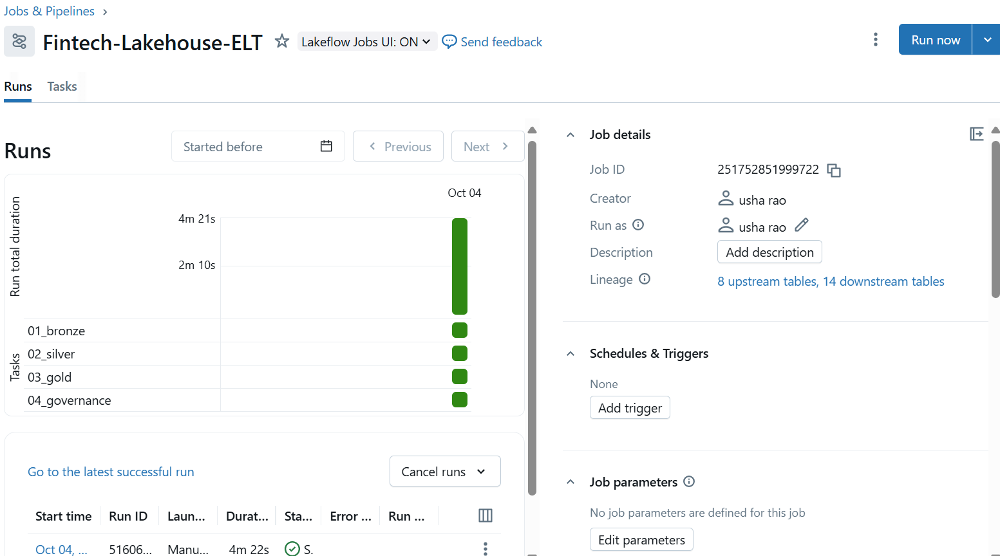 Jobs & Pipelines
Fintech-Lakehouse-ELT
Lakeflow Jobs UI: ON
Send feedback
Run now
Runs
Tasks
Runs
Started before
Previous
Next
Oct 04
Run total duration
4m 21s
2m 10s
Tasks
01_bronze
02_silver
03_gold
04_governance
Go to the latest successful run
Cancel runs
Start time Run ID Laun... Durat... Sta... Error ... Run ...
Oct 04, ... 51606... Manu... 4m 22s S.
Job details
Job ID 251752851999722
Creator usha rao
Run as usha rao
Description Add description
Lineage 8 upstream tables, 14 downstream tables
Schedules & Triggers
None
Add trigger
Job parameters
No job parameters are defined for this job
Edit parameters